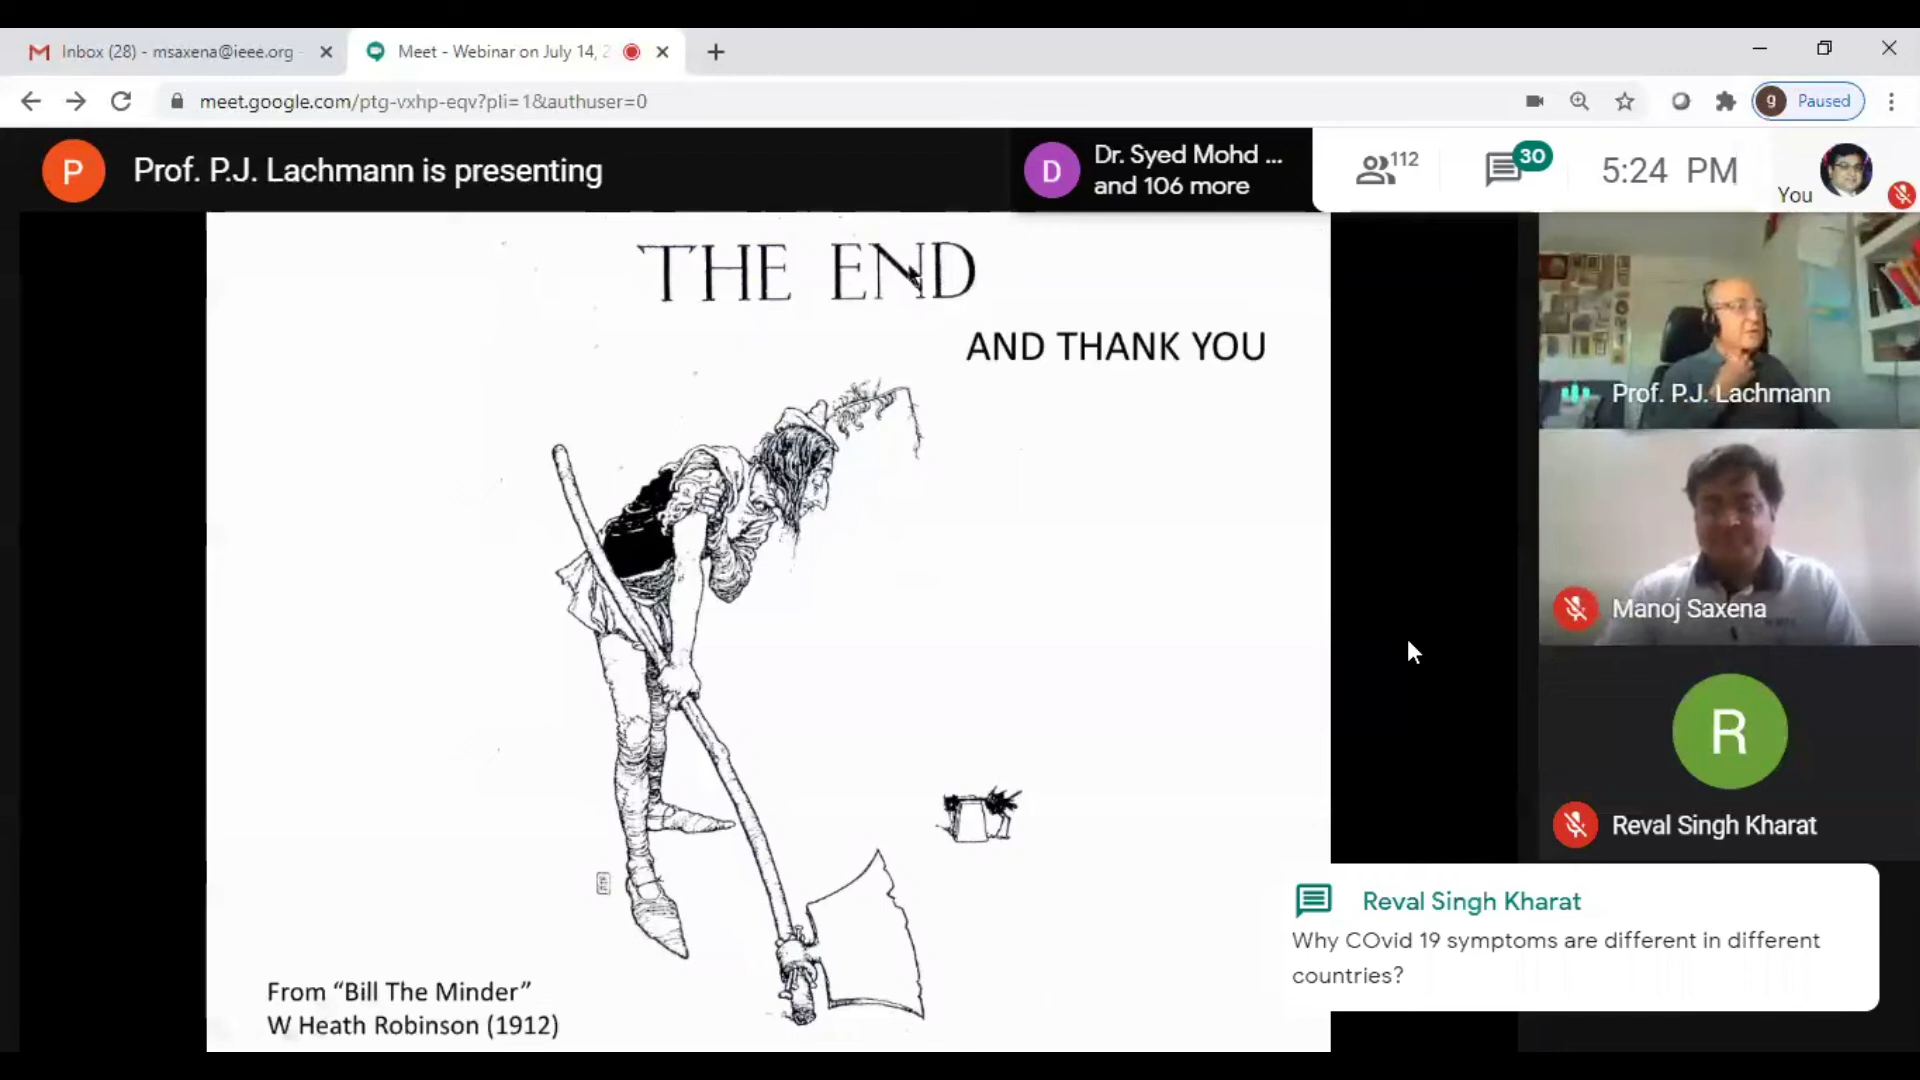 Inbox (28) - msaxena@ieee.org
Meet - Webinar on July 14, 2
meet.google.com/ptg-vxhp-eqv?pli=1&authuser=0
g Paused
P Prof. P.J. Lachmann is presenting
D Dr. Syed Mohd ...
and 106 more
112
30
5:24 PM
You
THE END
AND THANK YOU
Prof. P.J. Lachmann
Manoj Saxena
R
Reval Singh Kharat
Reval Singh Kharat
Why COvid 19 symptoms are different in different
countries?
From “Bill The Minder”
W Heath Robinson (1912)